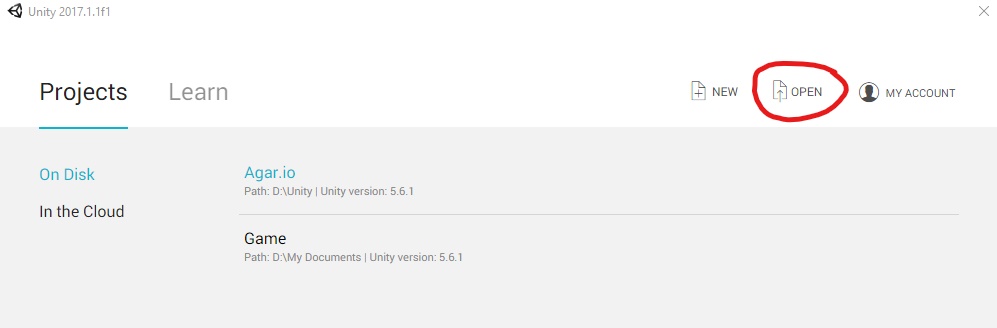 Unity 2017.1.1f1
Projects Learn NEW OPEN MY ACCOUNT
On Disk
In the Cloud
Agar.io
Path: D:\Unity | Unity version: 5.6.1
Game
Path: D:\My Documents | Unity version: 5.6.1